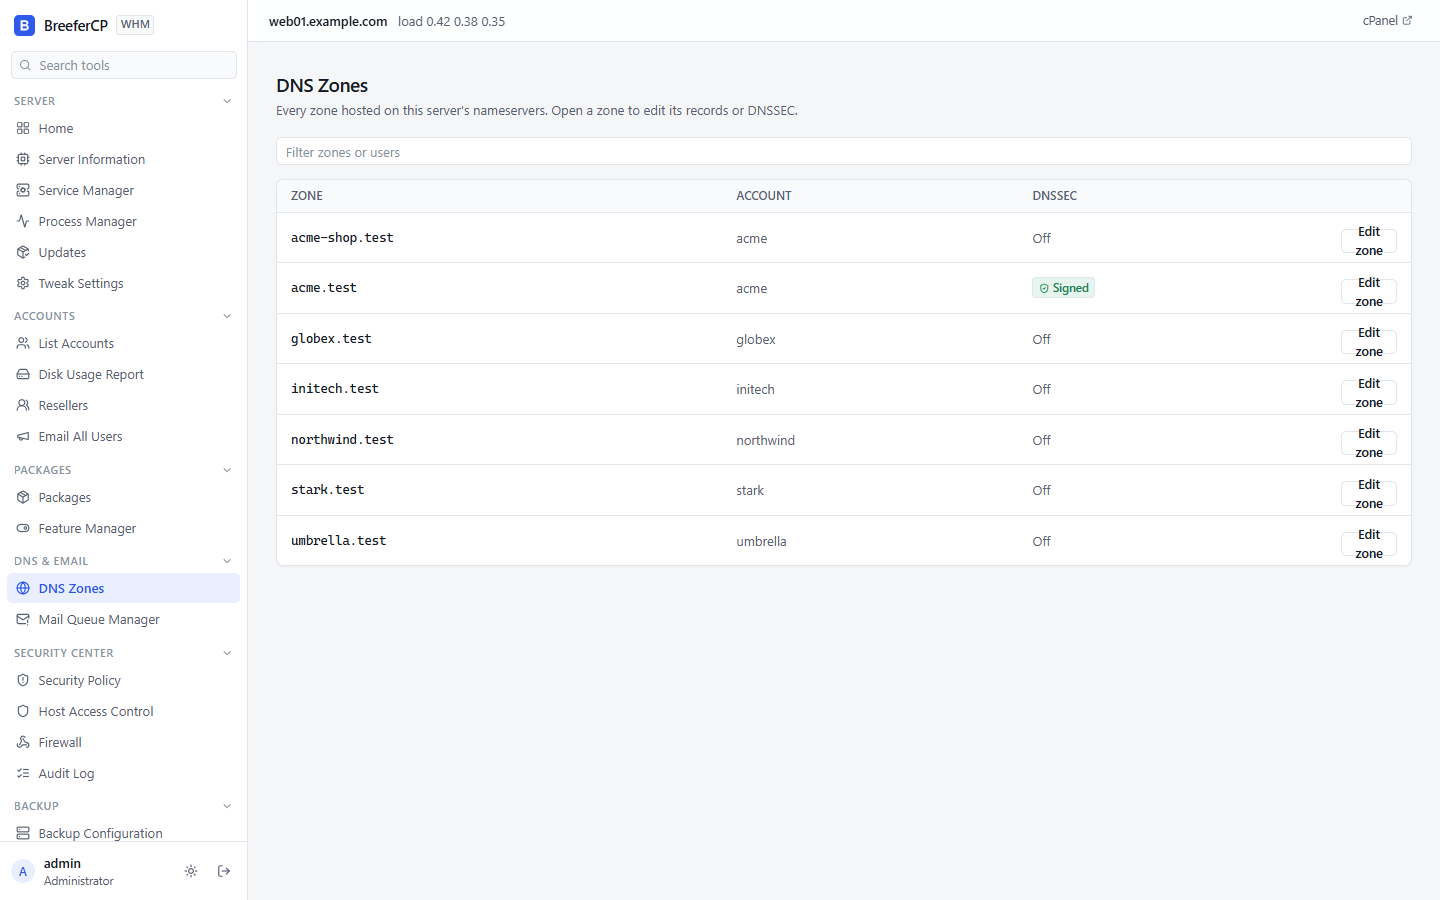 B BreeferCP WHM
Search tools
SERVER
Home
Server Information
Service Manager
Process Manager
Updates
Tweak Settings
ACCOUNTS
List Accounts
Disk Usage Report
Resellers
Email All Users
PACKAGES
Packages
Feature Manager
DNS & EMAIL
DNS Zones
Mail Queue Manager
SECURITY CENTER
Security Policy
Host Access Control
Firewall
Audit Log
BACKUP
Backup Configuration
A admin
Administrator
web01.example.com load 0.42 0.38 0.35 cPanel
DNS Zones
Every zone hosted on this server's nameservers. Open a zone to edit its records or DNSSEC.
Filter zones or users
ZONE ACCOUNT DNSSEC
acme-shop.test acme Off Edit
zone
acme.test acme Signed Edit
zone
globex.test globex Off Edit
zone
initech.test initech Off Edit
zone
northwind.test northwind Off Edit
zone
stark.test stark Off Edit
zone
umbrella.test umbrella Off Edit
zone